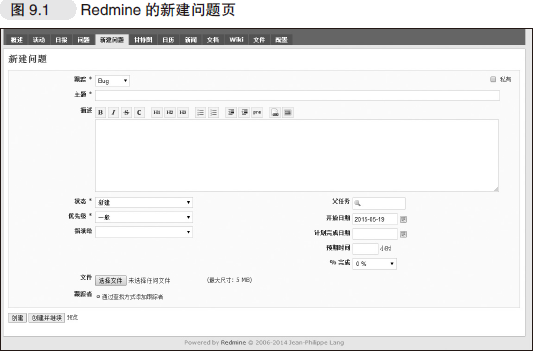 图 9.1 Redmine 的新建问题页
概述 活动 日报 问题 新建问题 甘特图 日历 新闻 文档 Wiki 文件 配置
新建问题
跟踪 * Bug 私有
主题 *
描述 B I S C H1 H2 H3 pre
状态 * 新建 父任务
优先级 * 一般 开始日期 2015-05-19
指派给 计划完成日期
预期时间 小时
% 完成 0 %
文件 选择文件 未选择任何文件 (最大尺寸: 5 MB)
跟踪者 通过查找方式添加跟踪者
创建 创建并继续 预览
Powered by Redmine © 2006-2014 Jean-Philippe Lang